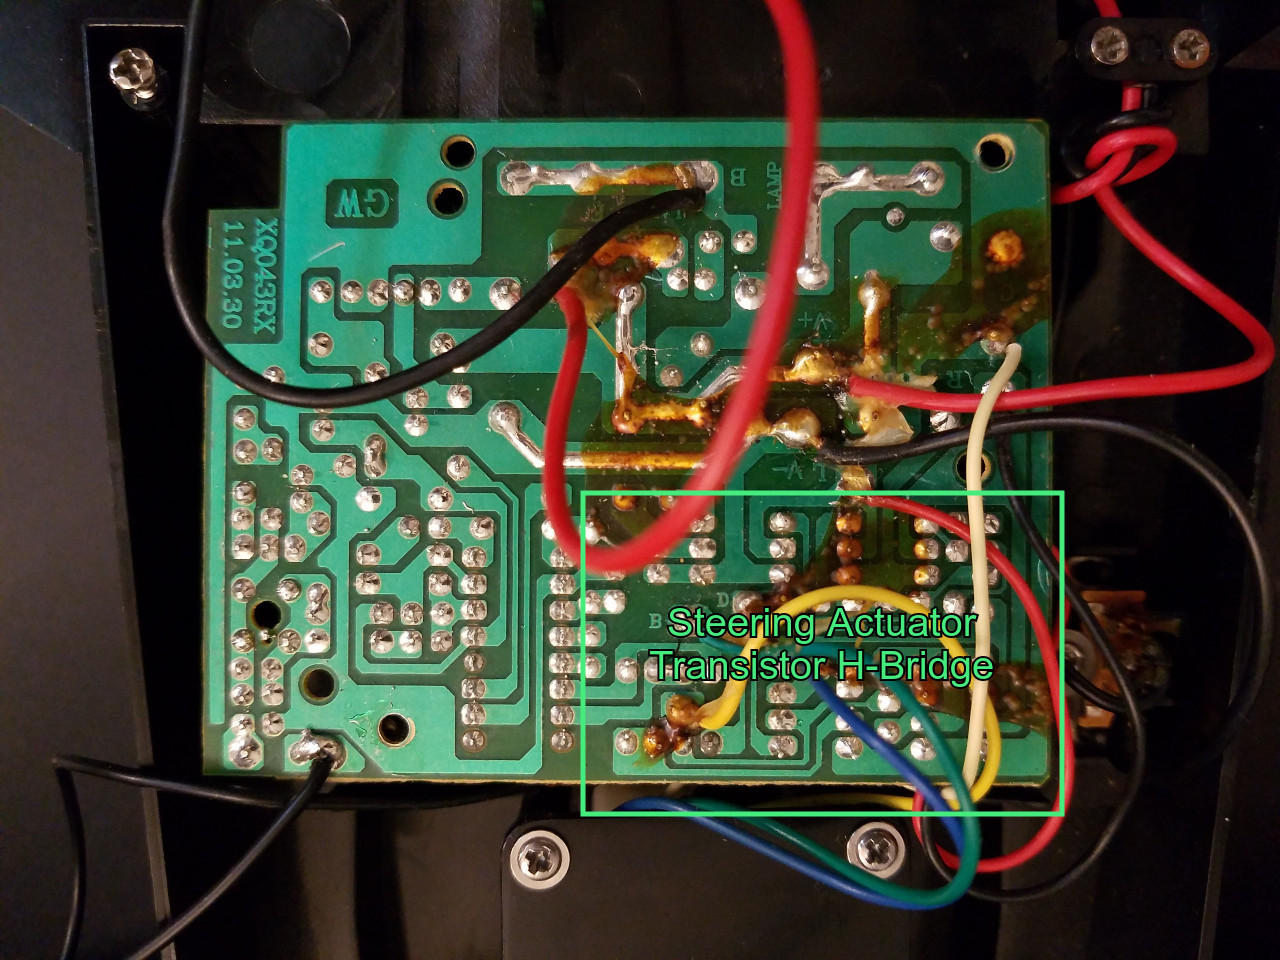 B
LAMP
GW
XQ043RX
11.03.30
V+
R
V-
D
B
Steering Actuator
Transistor H-Bridge